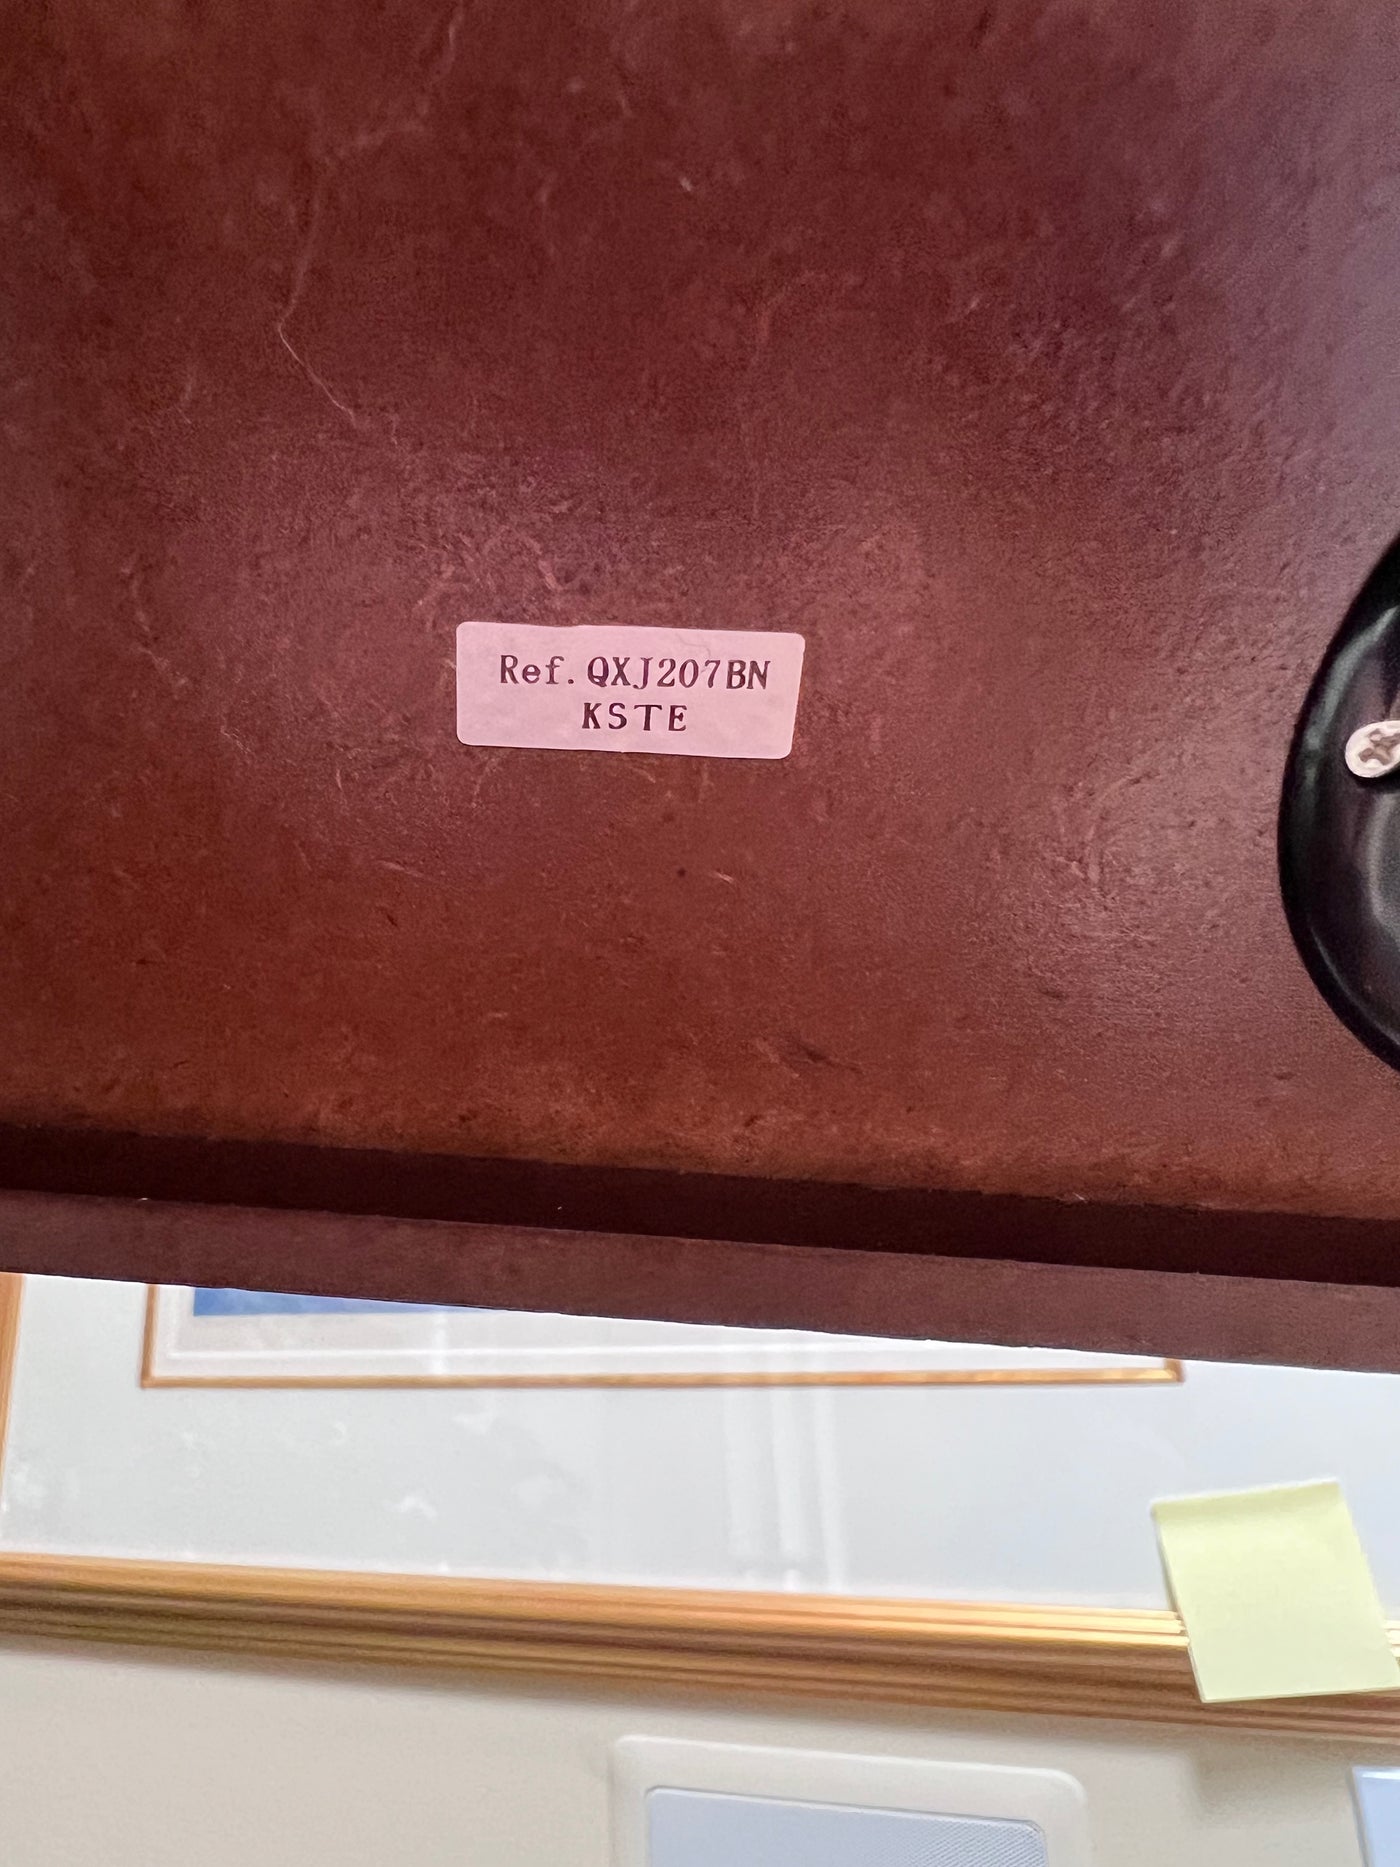 Ref. QXJ207BN
KSTE